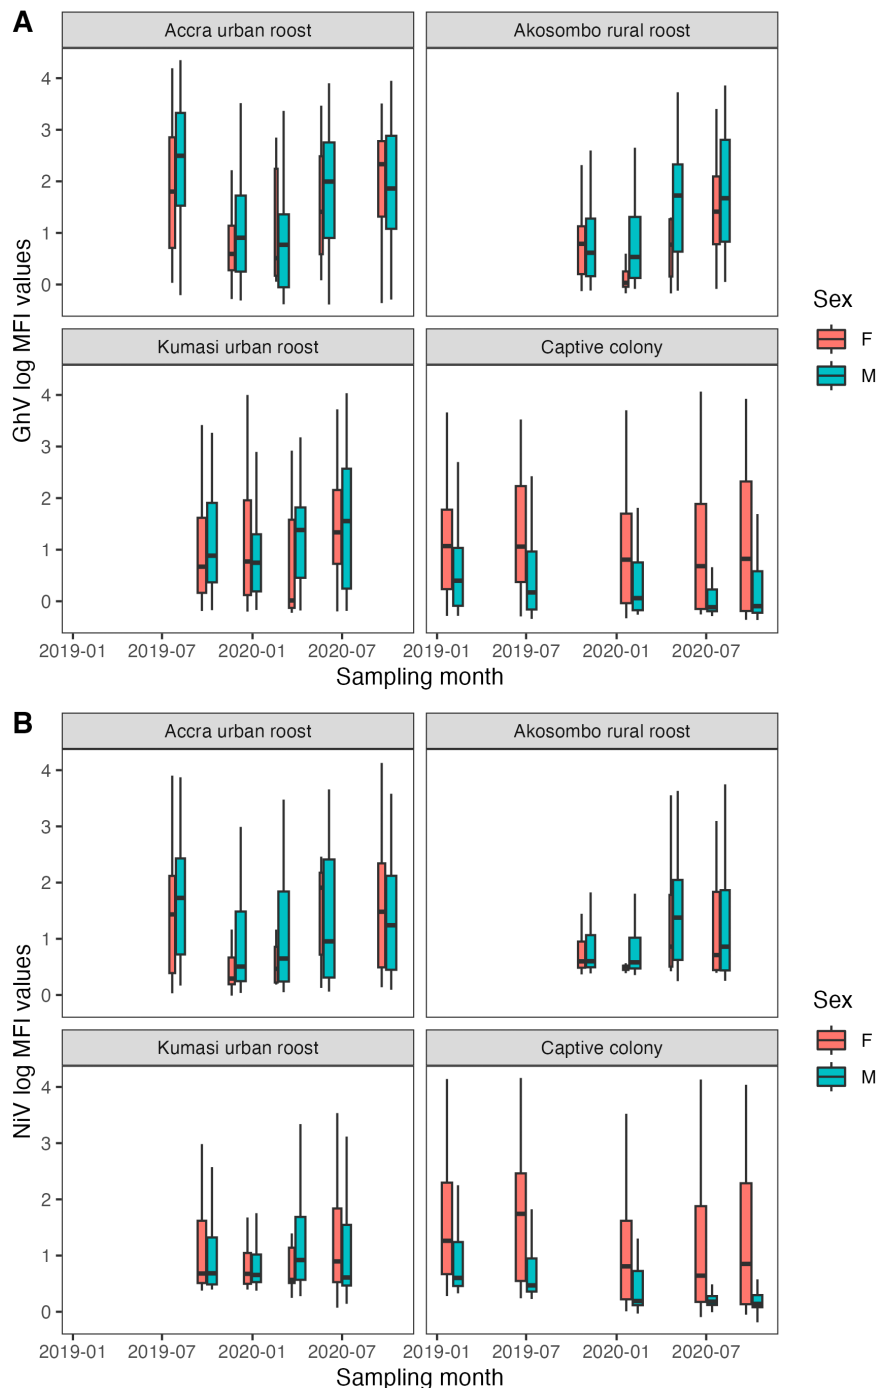 A
Accra urban roost
Akosombo rural roost
4
3
2
1
0
Kumasi urban roost
Captive colony
4
3
2
1
0
GhV log MFI values
2019-01
2019-07
2020-01
2020-07
2019-01
2019-07
2020-01
2020-07
Sampling month
Sex
F
M
B
Accra urban roost
Akosombo rural roost
4
3
2
1
0
Kumasi urban roost
Captive colony
4
3
2
1
0
NiV log MFI values
2019-01
2019-07
2020-01
2020-07
2019-01
2019-07
2020-01
2020-07
Sampling month
Sex
F
M